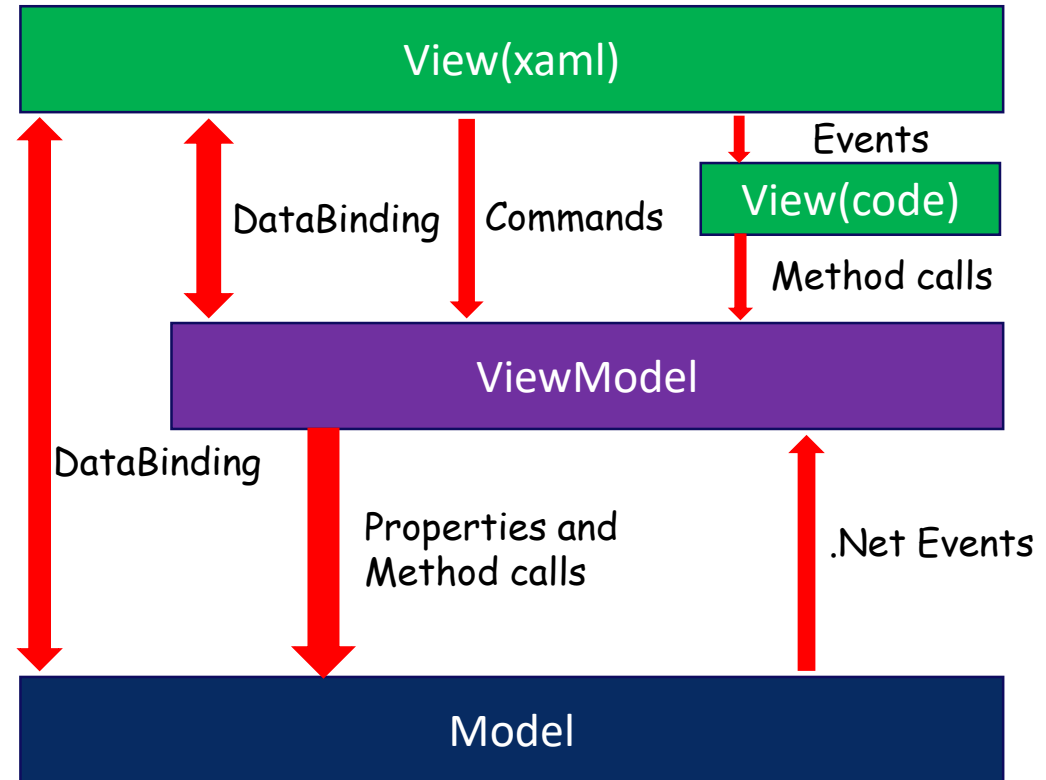 View(xaml)
Events
View(code)
DataBinding
Commands
Method calls
ViewModel
DataBinding
Properties and
Method calls
.Net Events
Model